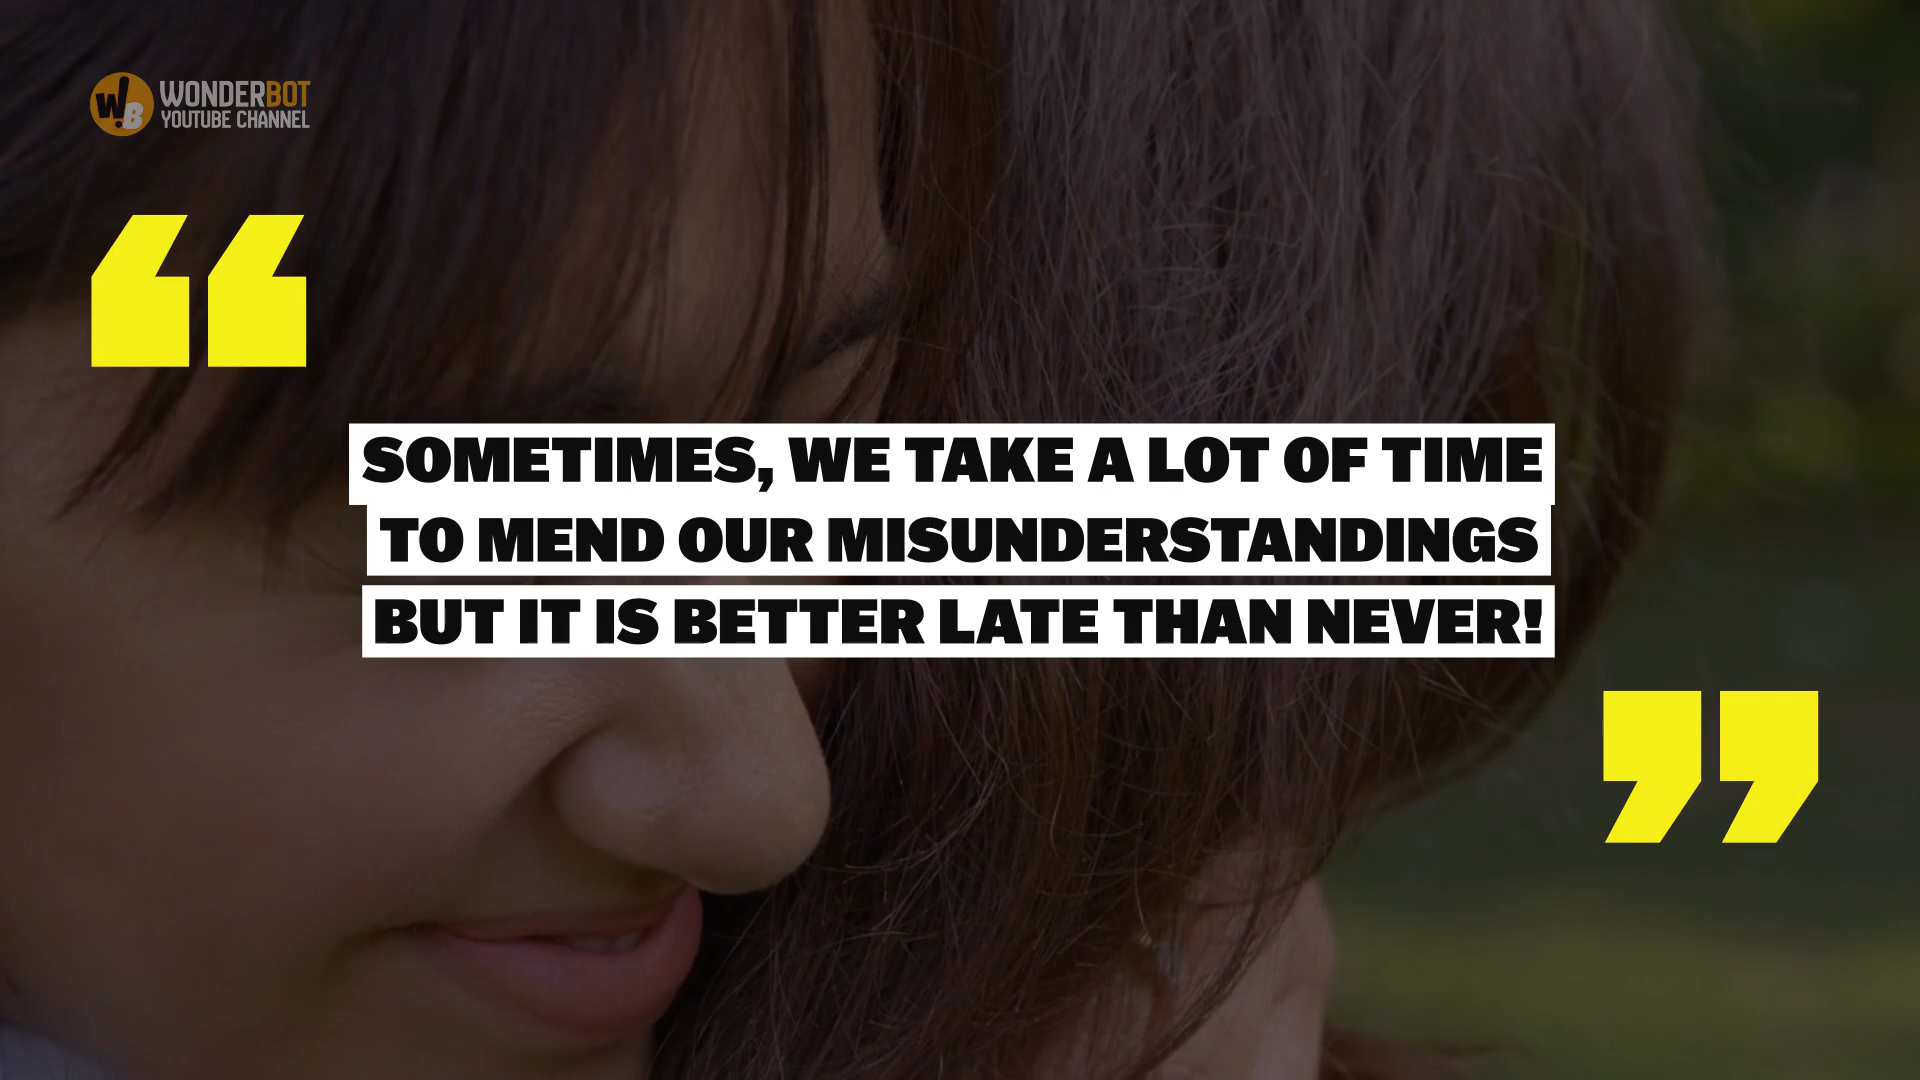 WONDERBOT
YOUTUBE CHANNEL
“
SOMETIMES, WE TAKE A LOT OF TIME
TO MEND OUR MISUNDERSTANDINGS
BUT IT IS BETTER LATE THAN NEVER!
”